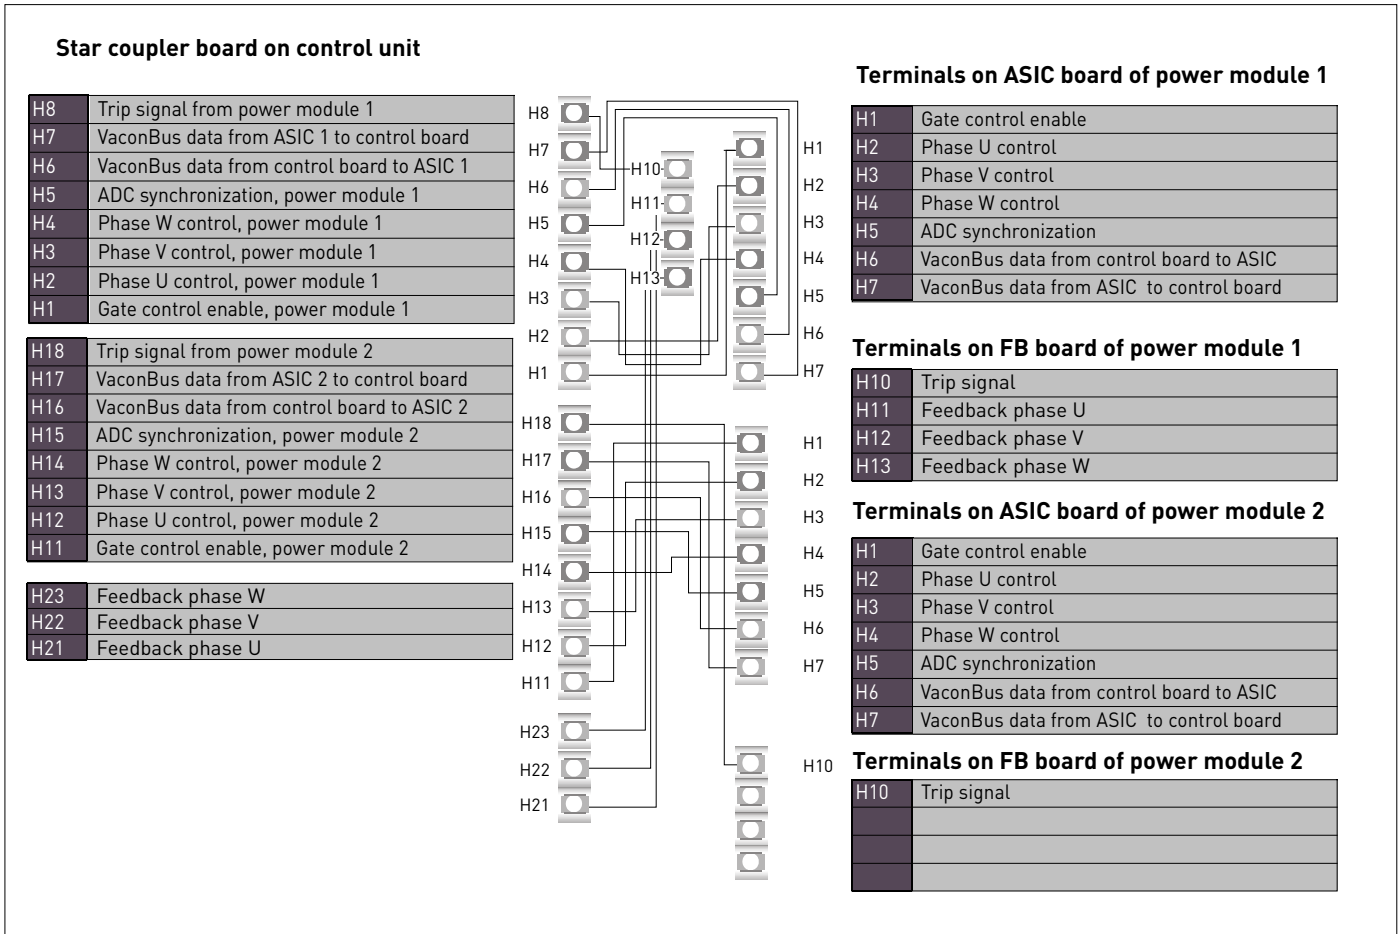 Star coupler board on control unit
H8 Trip signal from power module 1
H7 VaconBus data from ASIC 1 to control board
H6 VaconBus data from control board to ASIC 1
H5 ADC synchronization, power module 1
H4 Phase W control, power module 1
H3 Phase V control, power module 1
H2 Phase U control, power module 1
H1 Gate control enable, power module 1
H18 Trip signal from power module 2
H17 VaconBus data from ASIC 2 to control board
H16 VaconBus data from control board to ASIC 2
H15 ADC synchronization, power module 2
H14 Phase W control, power module 2
H13 Phase V control, power module 2
H12 Phase U control, power module 2
H11 Gate control enable, power module 2
H23 Feedback phase W
H22 Feedback phase V
H21 Feedback phase U
H8
H7
H6
H5
H4
H3
H2
H1
H18
H17
H16
H15
H14
H13
H12
H11
H23
H22
H21
H10
H11
H12
H13
H1
H2
H3
H4
H5
H6
H7
H1
H2
H3
H4
H5
H6
H7
H10
Terminals on ASIC board of power module 1
H1 Gate control enable
H2 Phase U control
H3 Phase V control
H4 Phase W control
H5 ADC synchronization
H6 VaconBus data from control board to ASIC
H7 VaconBus data from ASIC to control board
Terminals on FB board of power module 1
H10 Trip signal
H11 Feedback phase U
H12 Feedback phase V
H13 Feedback phase W
Terminals on ASIC board of power module 2
H1 Gate control enable
H2 Phase U control
H3 Phase V control
H4 Phase W control
H5 ADC synchronization
H6 VaconBus data from control board to ASIC
H7 VaconBus data from ASIC to control board
Terminals on FB board of power module 2
H10 Trip signal